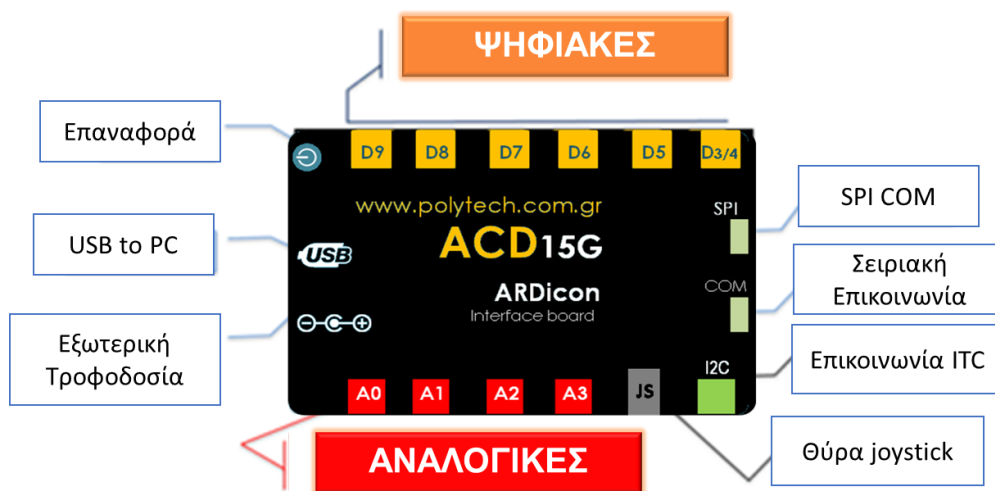 ΨΗΦΙΑΚΕΣ
Επαναφορά
D9 D8 D7 D6 D5 D3/4
www.polytech.com.gr
SPI
SPI COM
USB to PC
USB
ACD15G
ARDicon
Interface board
COM
Σειριακή
Επικοινωνία
Εξωτερική
Τροφοδοσία
I2C
Επικοινωνία ITC
A0 A1 A2 A3 JS
ΑΝΑΛΟΓΙΚΕΣ
Θύρα joystick